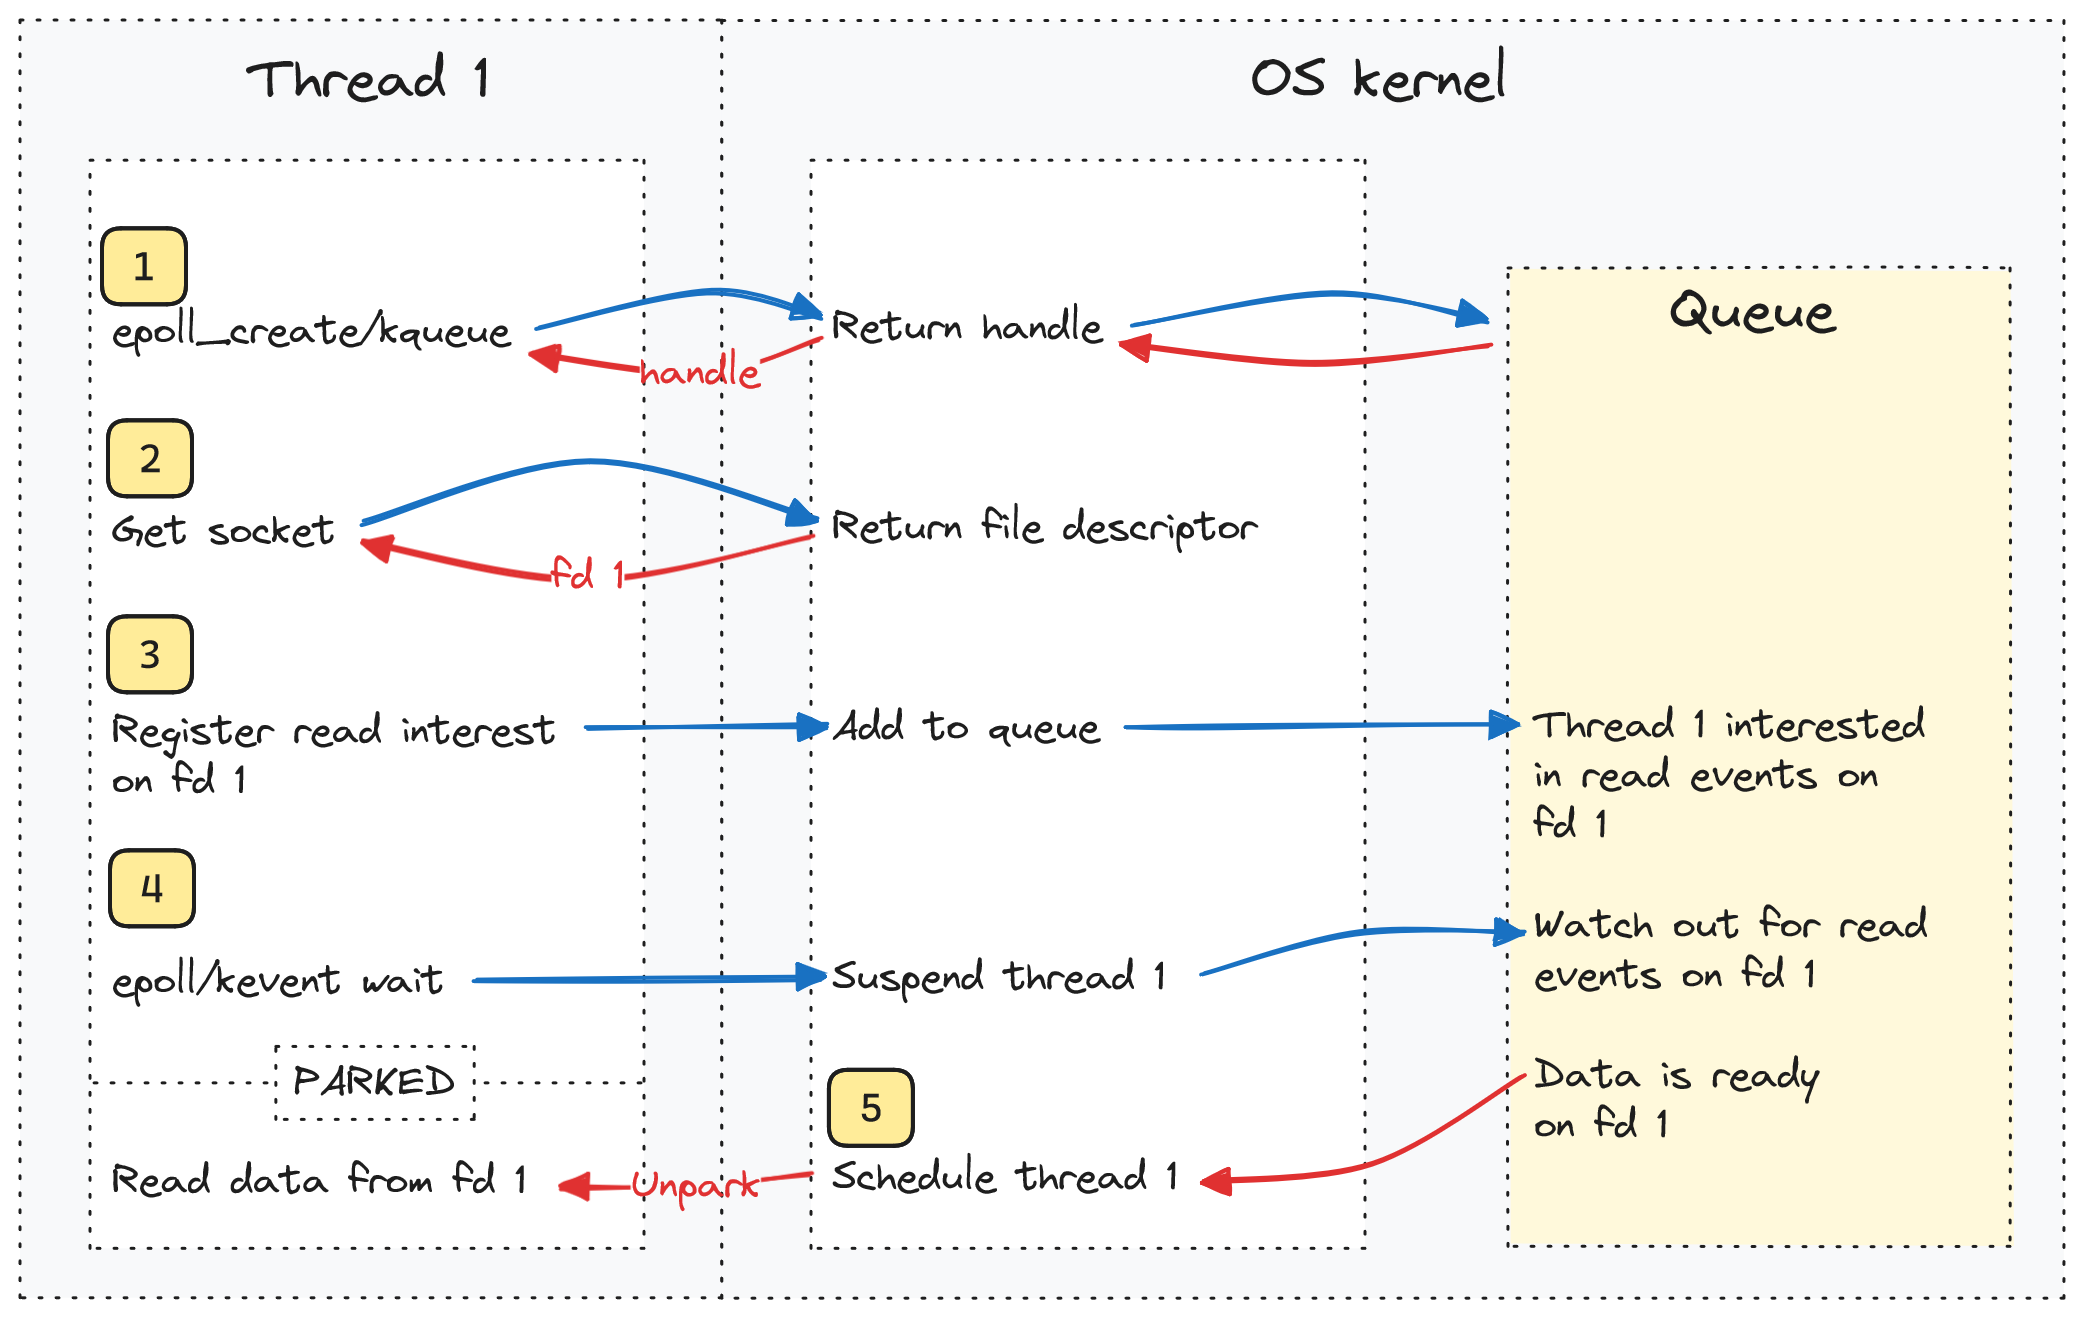 Thread 1
OS kernel
1
epoll_create/kqueue
handle
Return handle
Queue
2
Get socket
fd 1
Return file descriptor
3
Register read interest
on fd 1
Add to queue
Thread 1 interested
in read events on
fd 1
4
epoll/kevent wait
Suspend thread 1
Watch out for read
events on fd 1
PARKED
5
Data is ready
on fd 1
Read data from fd 1
Unpark
Schedule thread 1